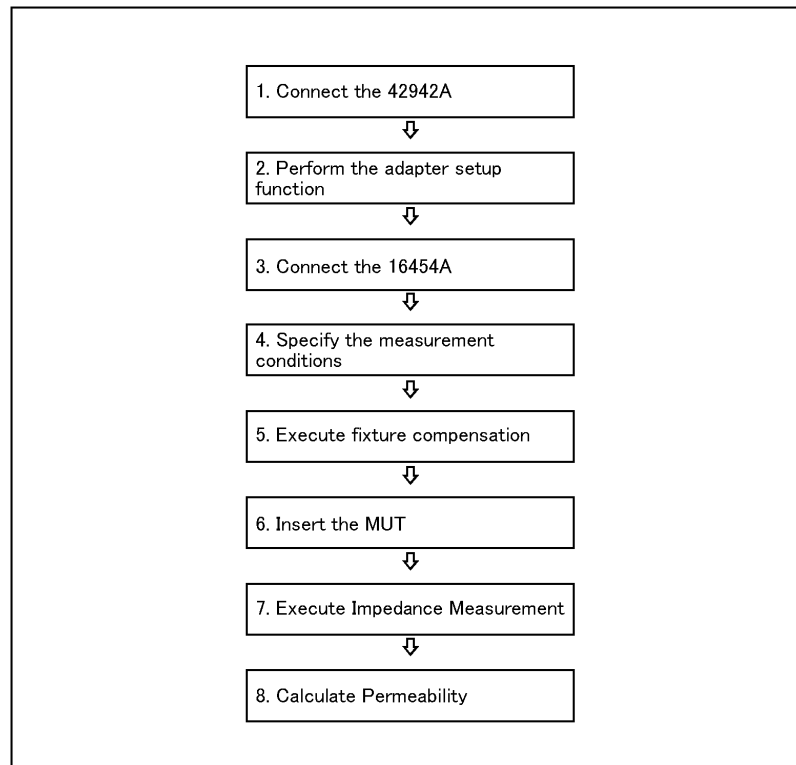 1. Connect the 42942A
2. Perform the adapter setup
function
3. Connect the 16454A
4. Specify the measurement
conditions
5. Execute fixture compensation
6. Insert the MUT
7. Execute Impedance Measurement
8. Calculate Permeability